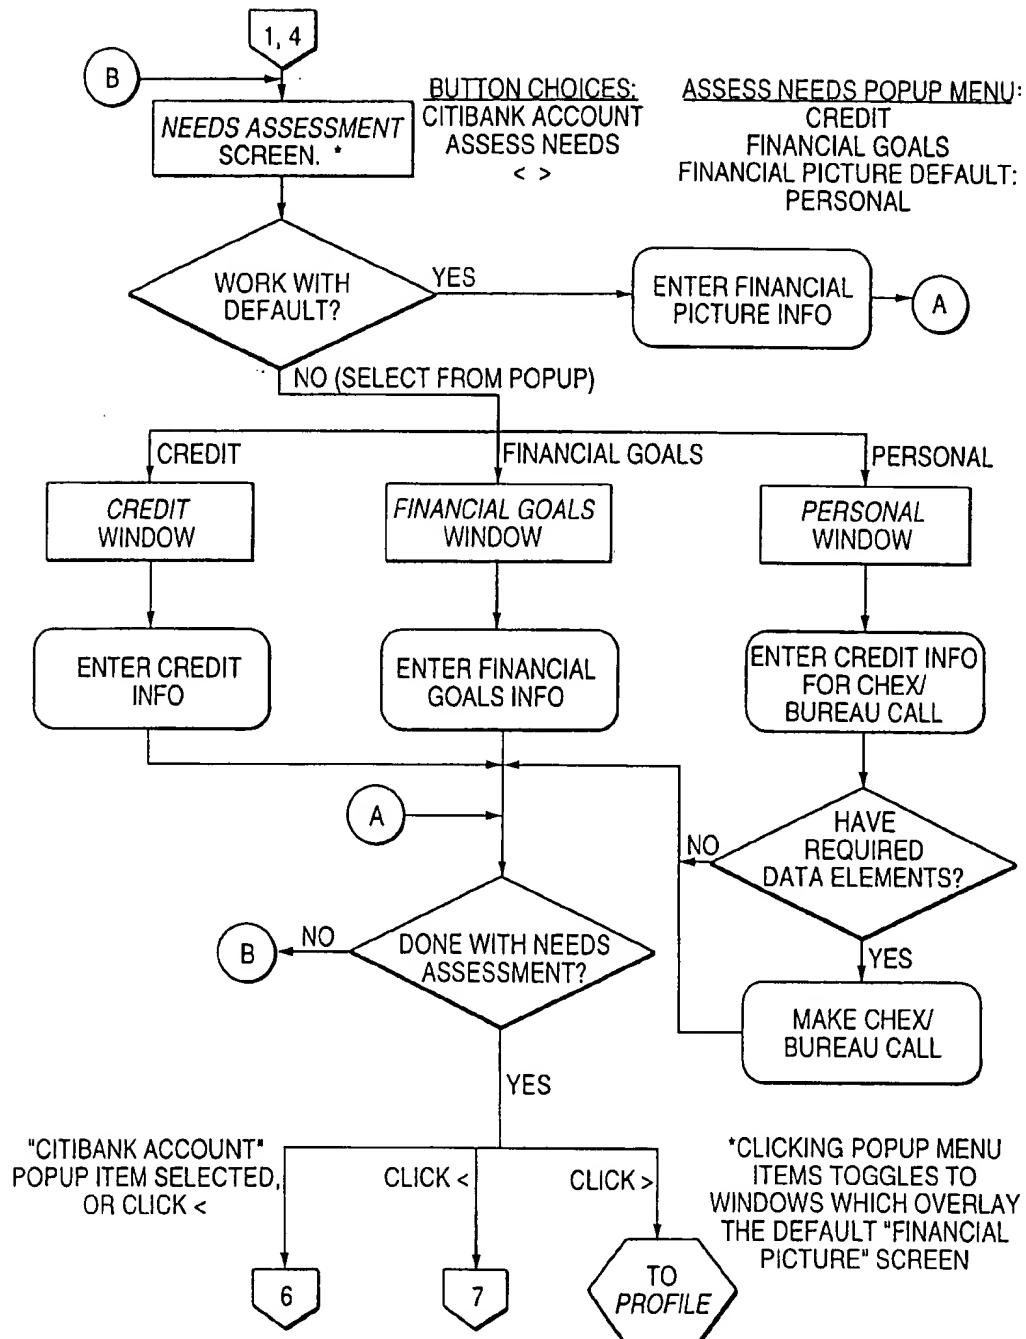 1, 4
B
BUTTON CHOICES:
CITIBANK ACCOUNT
ASSESS NEEDS
< >
ASSESS NEEDS POPUP MENU:
CREDIT
FINANCIAL GOALS
FINANCIAL PICTURE DEFAULT:
PERSONAL
NEEDS ASSESSMENT
SCREEN. *
WORK WITH
DEFAULT?
YES
ENTER FINANCIAL
PICTURE INFO
A
NO (SELECT FROM POPUP)
CREDIT
FINANCIAL GOALS
PERSONAL
CREDIT
WINDOW
FINANCIAL GOALS
WINDOW
PERSONAL
WINDOW
ENTER CREDIT
INFO
ENTER FINANCIAL
GOALS INFO
ENTER CREDIT INFO
FOR CHEX/
BUREAU CALL
A
HAVE
REQUIRED
DATA ELEMENTS?
NO
YES
B
NO
DONE WITH NEEDS
ASSESSMENT?
MAKE CHEX/
BUREAU CALL
YES
"CITIBANK ACCOUNT"
POPUP ITEM SELECTED,
OR CLICK <
CLICK <
CLICK >
*CLICKING POPUP MENU
ITEMS TOGGLES TO
WINDOWS WHICH OVERLAY
THE DEFAULT "FINANCIAL
PICTURE" SCREEN
6
7
TO
PROFILE